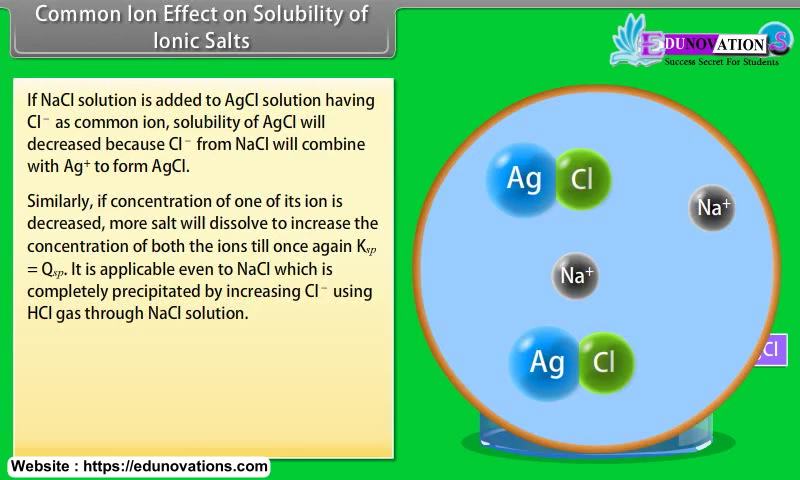 Common Ion Effect on Solubility of
Ionic Salts
EDUNOVATIONS
Success Secret For Students
If NaCl solution is added to AgCl solution having
Cl⁻ as common ion, solubility of AgCl will
decreased because Cl⁻ from NaCl will combine
with Ag⁺ to form AgCl.
Similarly, if concentration of one of its ion is
decreased, more salt will dissolve to increase the
concentration of both the ions till once again Ksp
= Qsp. It is applicable even to NaCl which is
completely precipitated by increasing Cl⁻ using
HCl gas through NaCl solution.
Ag Cl
Na⁺
Na⁺
Ag Cl
Website : https://edunovations.com